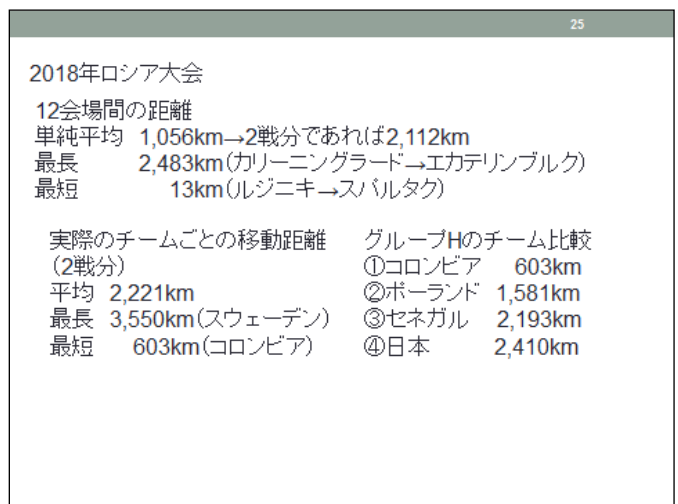 25
2018年ロシア大会
12会場間の距離
単純平均 1,056km→2戦分であれば2,112km
最長 2,483km(カリーニングラード→エカテリンブルク)
最短 13km(ルジニキ→スパルタク)
実際のチームごとの移動距離
(2戦分)
平均 2,221km
最長 3,550km(スウェーデン)
最短 603km(コロンビア)
グループHのチーム比較
①コロンビア 603km
②ポーランド 1,581km
③セネガル 2,193km
④日本 2,410km